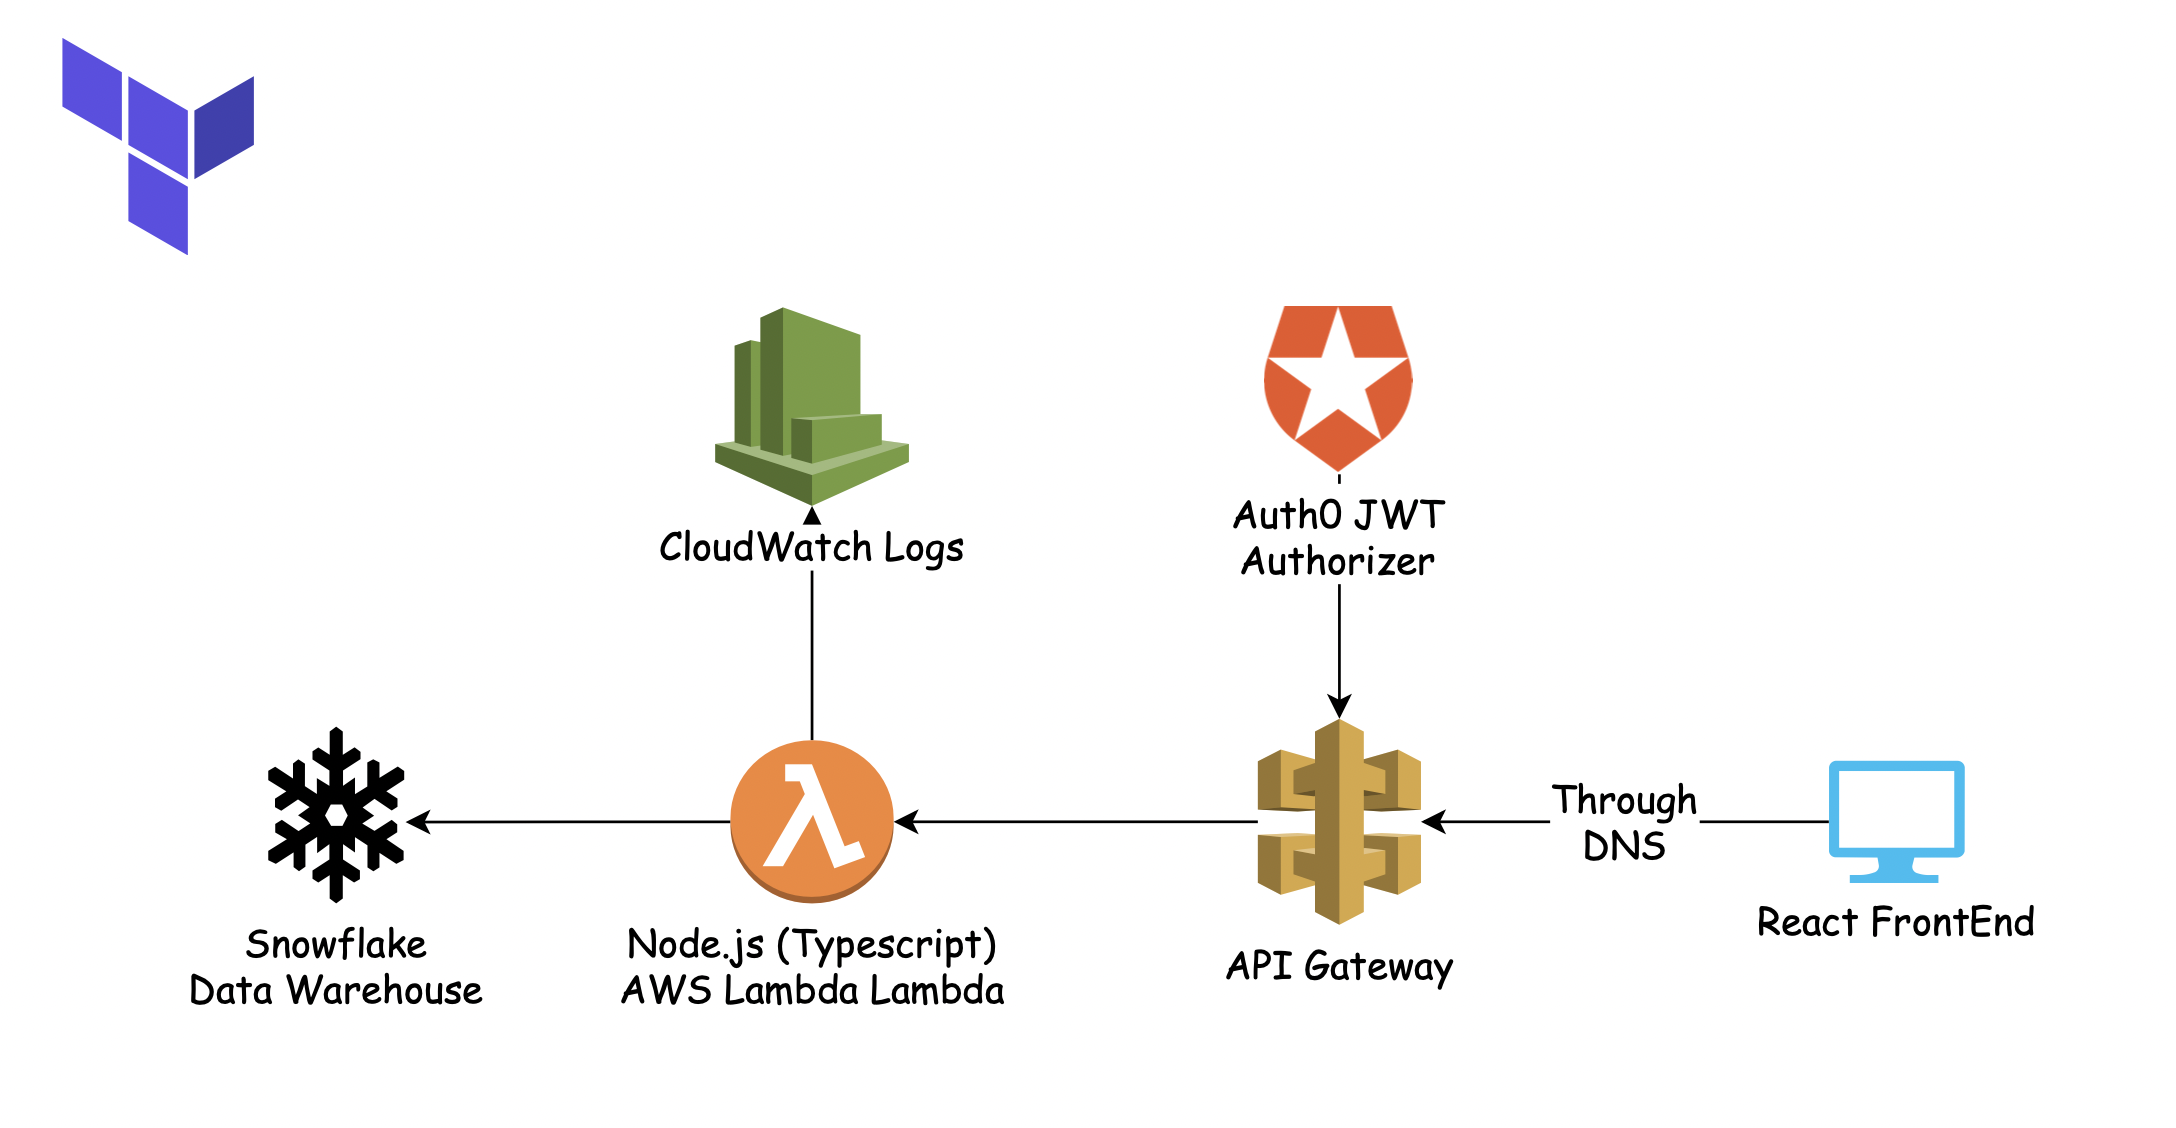 CloudWatch Logs
Auth0 JWT
Authorizer
Through
DNS
React FrontEnd
Snowflake
Data Warehouse
Node.js (Typescript)
AWS Lambda Lambda
API Gateway